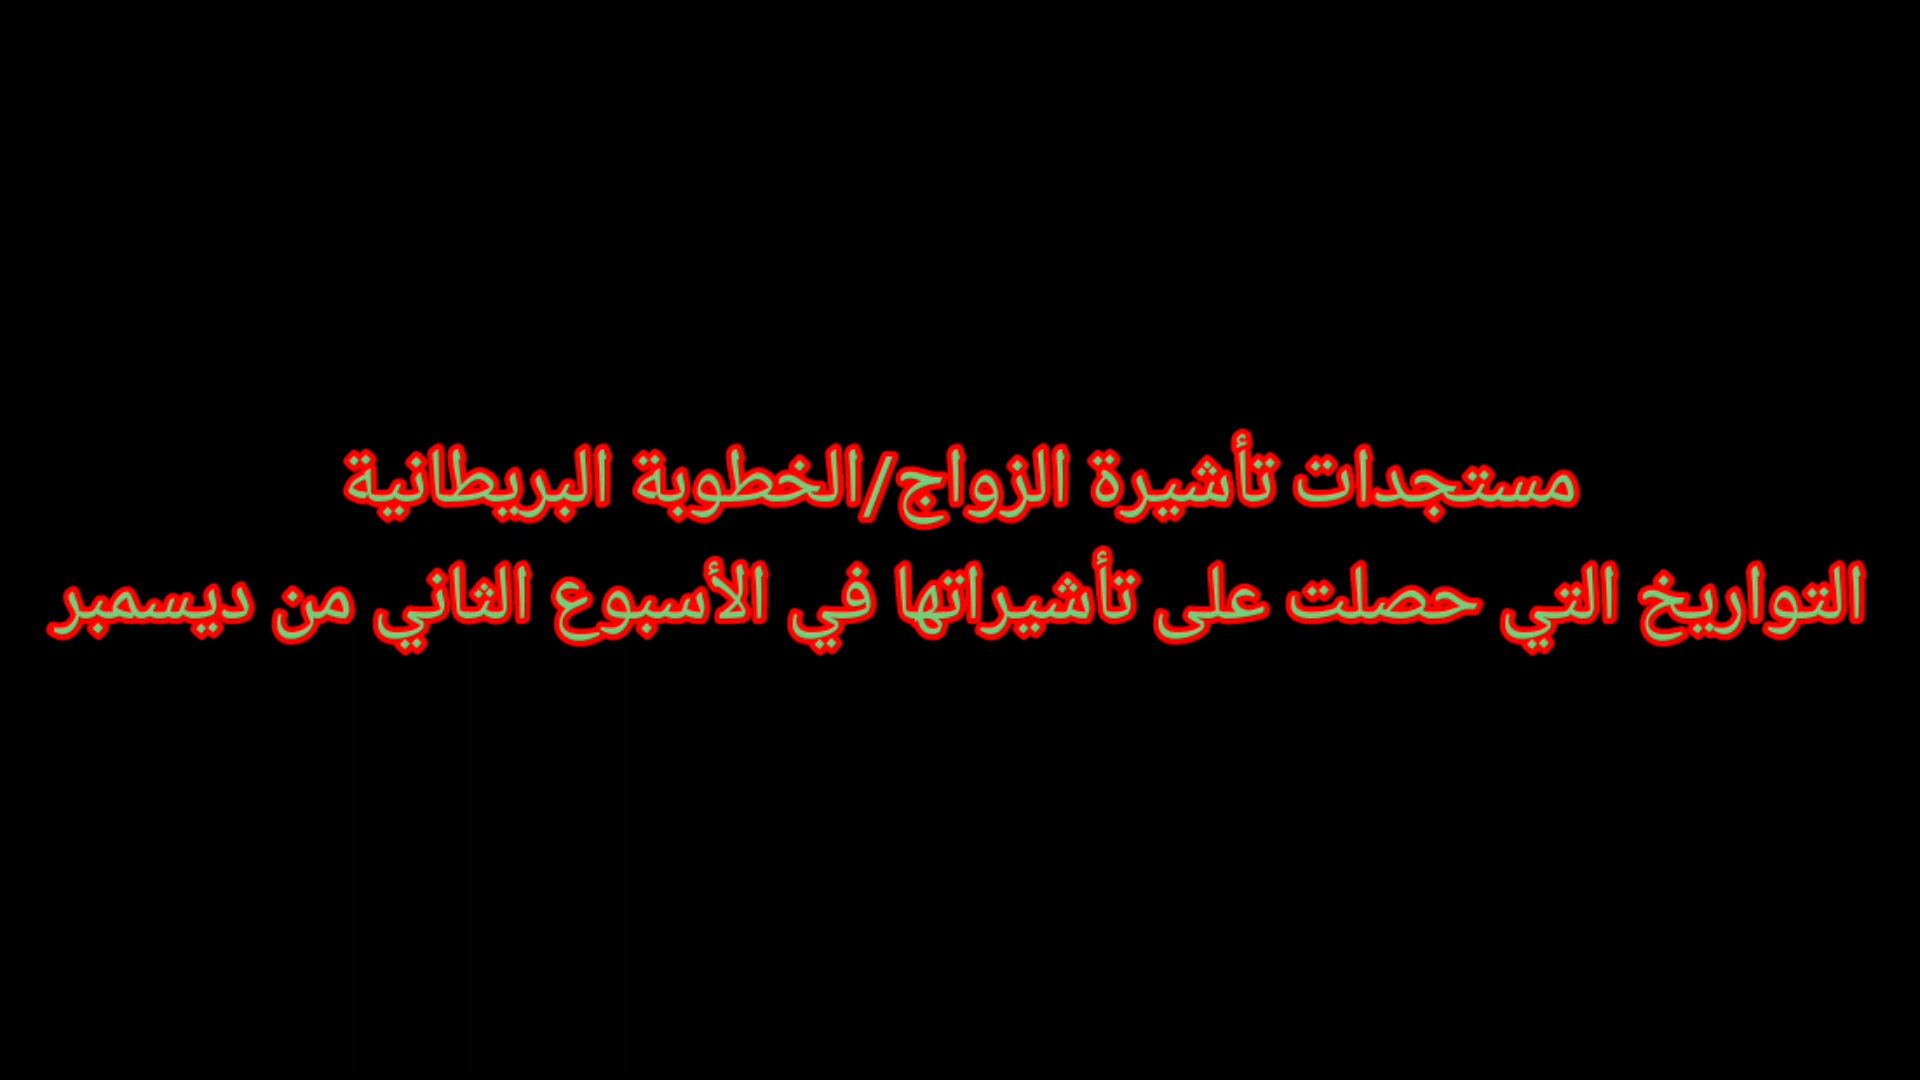 مستجدات تأشيرة الزواج/الخطوبة البريطانية
التواريخ التي حصلت على تأشيراتها في الأسبوع الثاني من ديسمبر